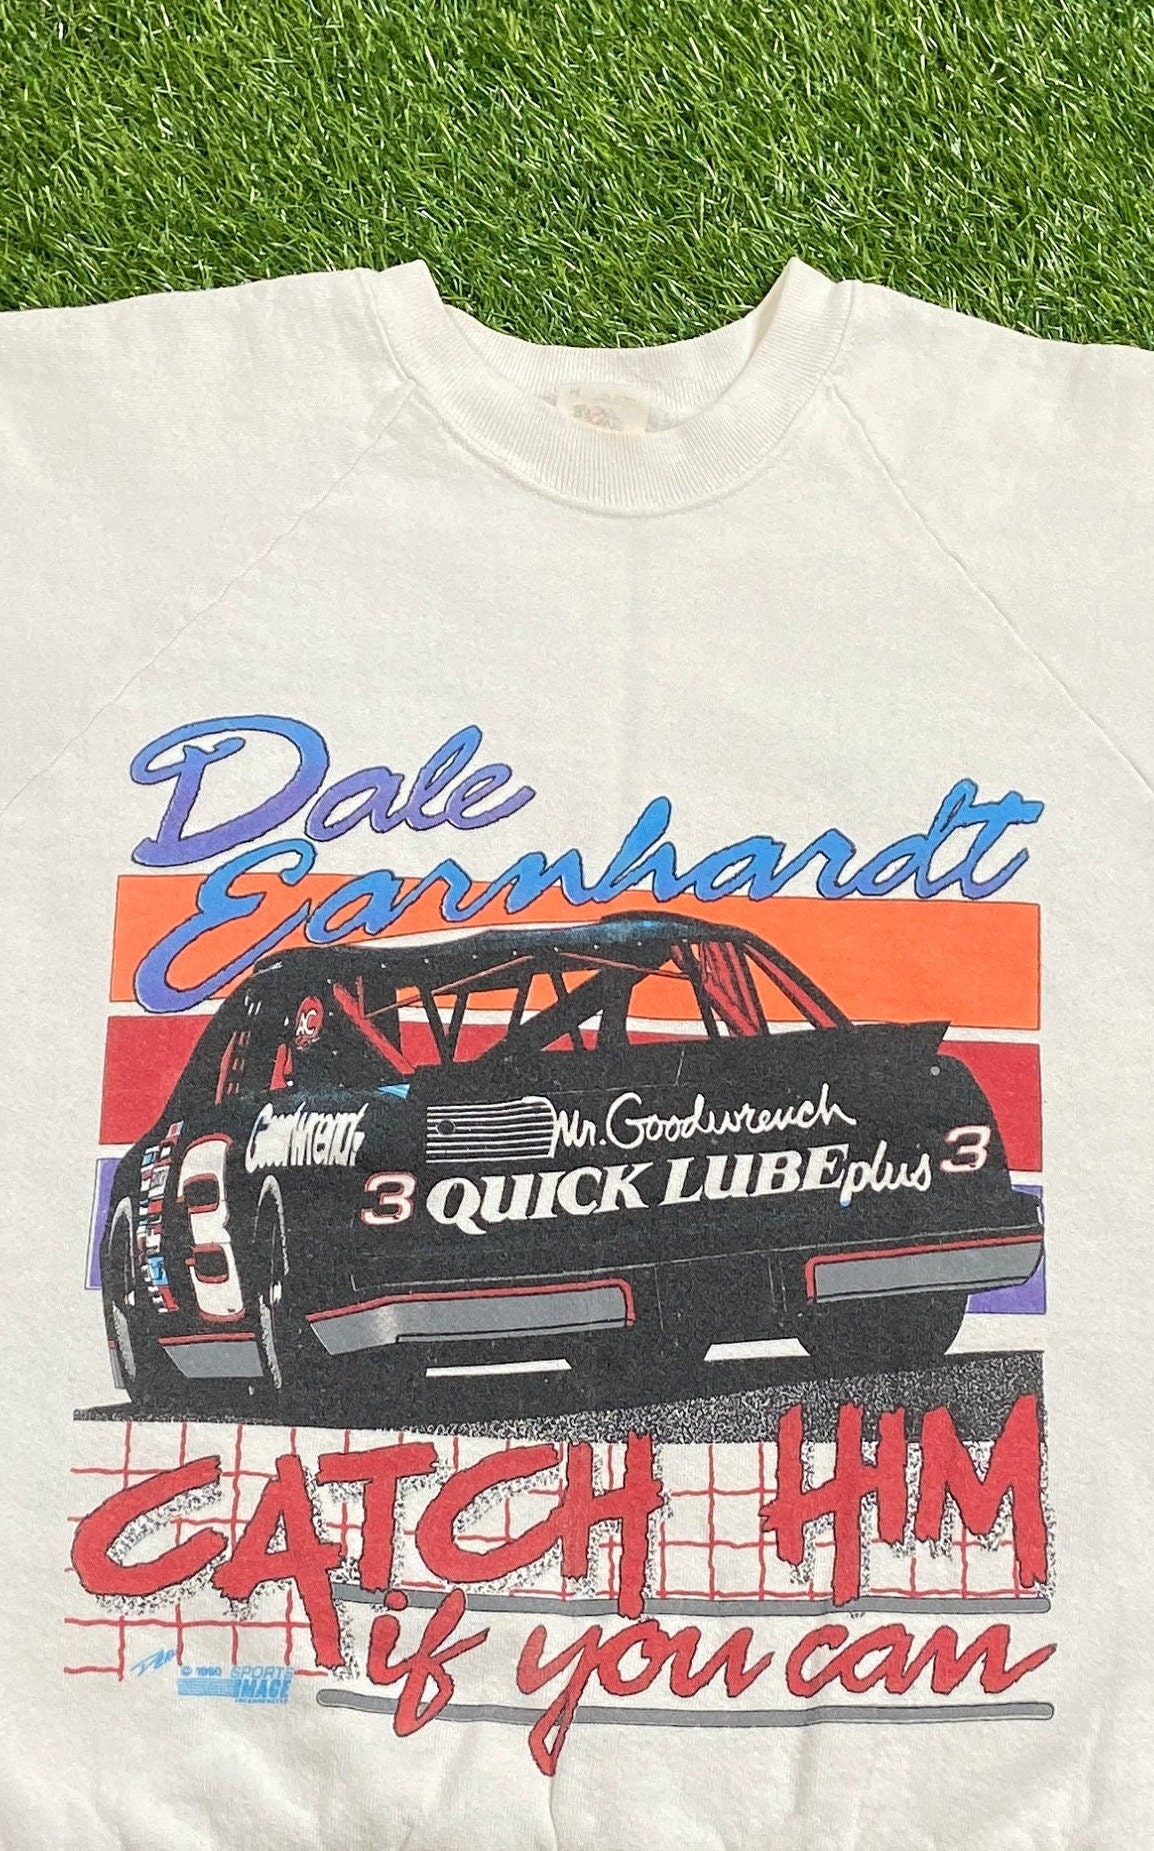 Dale
Earnhardt
AC
Goodwrench
Mr. Goodwrench
3 QUICK LUBE plus 3
3
CATCH HIM
if you can
© 1990 SPORTS
IMAGE